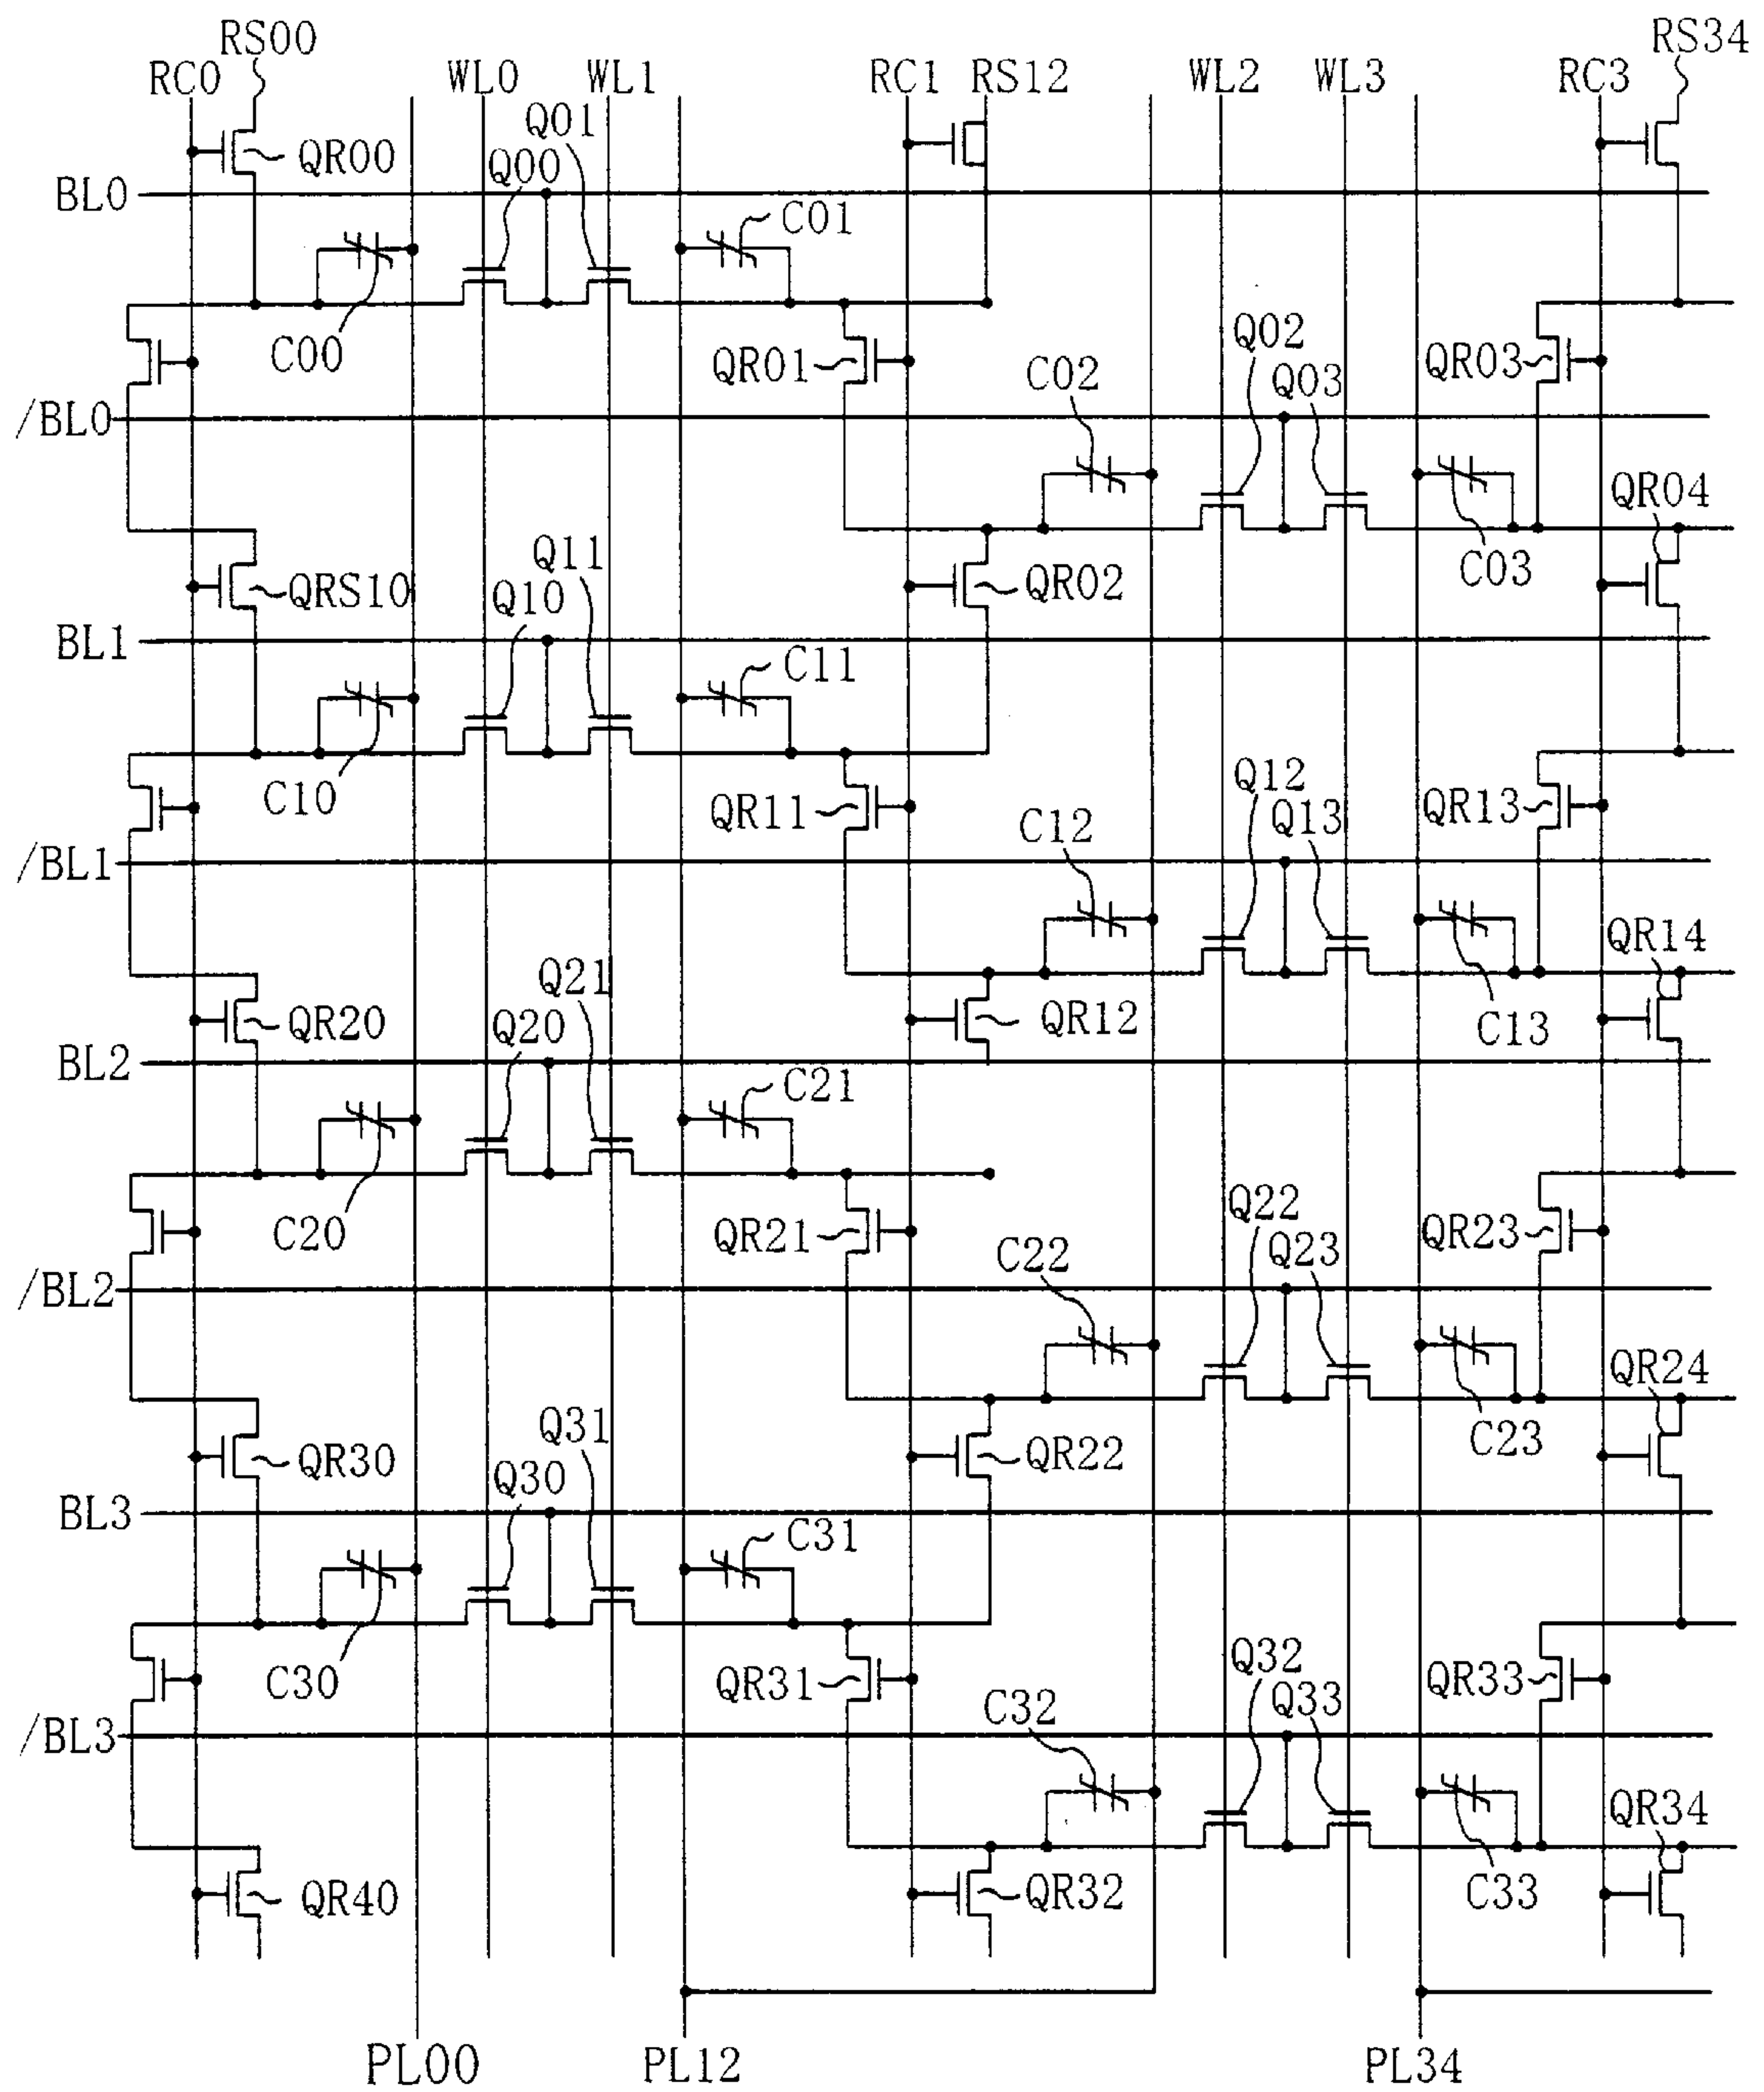 RS00
RS34
RC0
WL0
WL1
RC1
RS12
WL2
WL3
RC3
Q01
QR00
Q00
BL0
C01
C00
QR01
Q02
C02
Q03
QR03
/BL0
QR04
Q11
C03
QRS10
Q10
QR02
BL1
C11
C10
QR11
Q12
C12
Q13
QR13
/BL1
QR14
Q21
QR20
Q20
QR12
C13
BL2
C21
C20
QR21
Q22
C22
Q23
QR23
/BL2
QR24
Q31
C23
QR30
Q30
QR22
BL3
C31
C30
QR31
Q32
C32
Q33
QR33
/BL3
QR34
QR40
QR32
C33
PL00
PL12
PL34